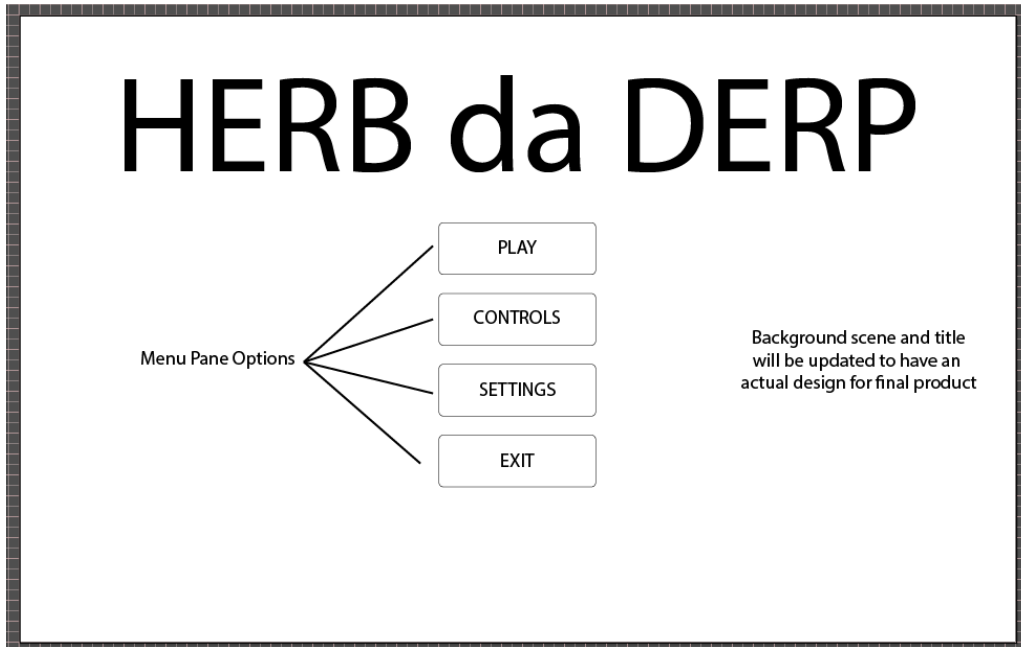 HERB da DERP
PLAY
CONTROLS
Menu Pane Options
SETTINGS
EXIT
Background scene and title
will be updated to have an
actual design for final product